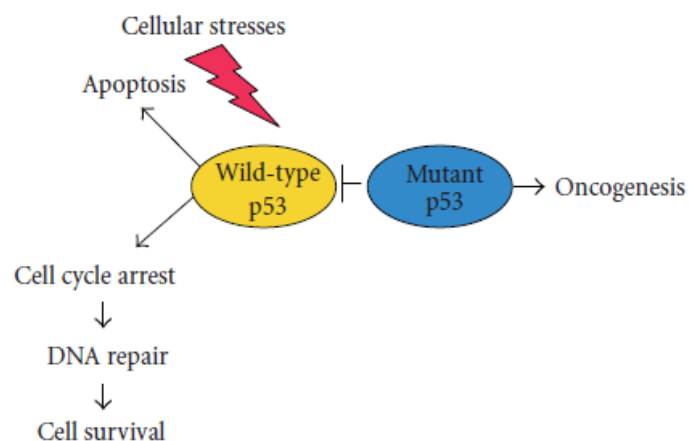 Cellular stresses
Apoptosis
Wild-type
p53
Mutant
p53
Oncogenesis
Cell cycle arrest
DNA repair
Cell survival